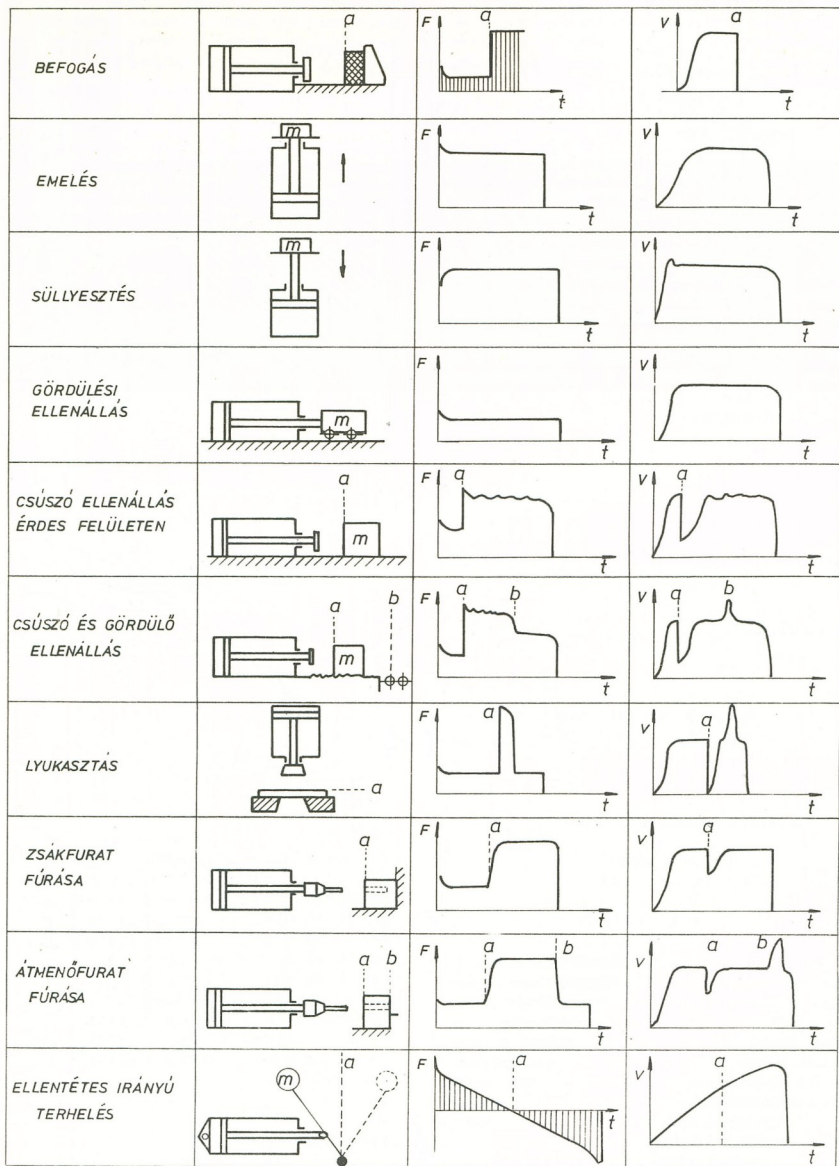 BEFOGÁS
a
F
a
t
V
a
t
EMELÉS
m
F
t
V
t
SÜLLYESZTÉS
m
F
t
V
t
GÖRDÜLÉSI
ELLENÁLLÁS
m
F
t
V
t
CSÚSZÓ ELLENÁLLÁS
ÉRDES FELÜLETEN
a
m
F
a
t
V
a
t
CSÚSZÓ ÉS GÖRDÜLŐ
ELLENÁLLÁS
a
b
m
F
a
b
t
V
a
b
t
LYUKASZTÁS
a
F
a
t
V
a
t
ZSÁKFURAT
FÚRÁSA
a
F
a
t
V
a
t
ÁTMENŐFURAT
FÚRÁSA
a
b
F
a
b
t
V
a
b
t
ELLENTÉTES IRÁNYÚ
TERHELÉS
m
a
F
a
t
V
a
t